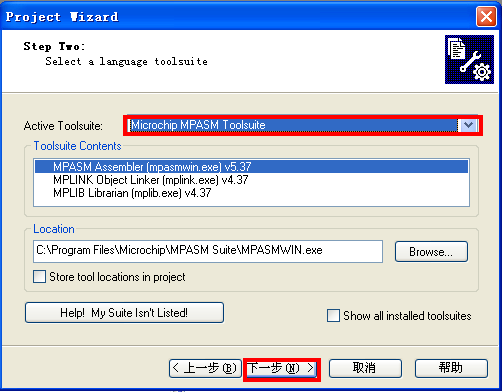 Project Wizard
Step Two:
Select a language toolsuite
Active Toolsuite: Microchip MPASM Toolsuite
Toolsuite Contents
MPASM Assembler (mpasmwin.exe) v5.37
MPLINK Object Linker (mplink.exe) v4.37
MPLIB Librarian (mplib.exe) v4.37
Location
C:\Program Files\Microchip\MPASM Suite\MPASMWIN.exe Browse...
Store tool locations in project
Help! My Suite Isn't Listed! Show all installed toolsuites
< 上一步(B) 下一步(N) > 取消 帮助